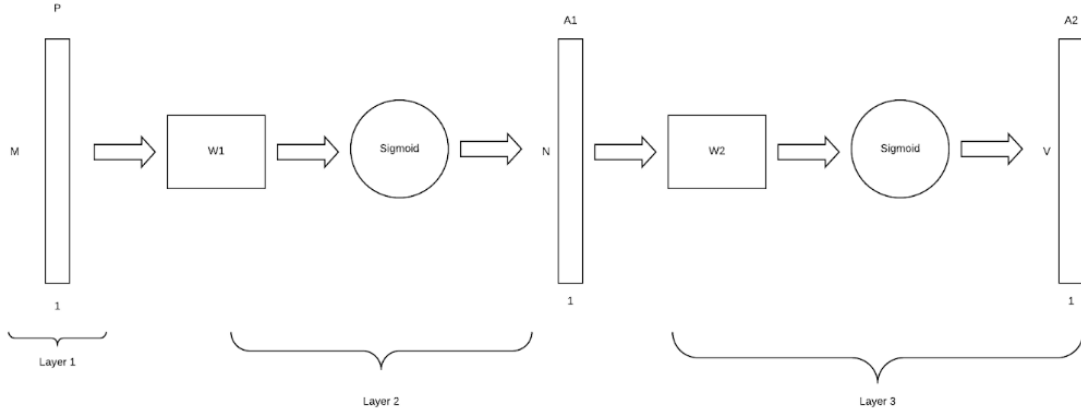 P
A1
A2
M
W1
Sigmoid
N
W2
Sigmoid
V
1
1
1
Layer 1
Layer 2
Layer 3